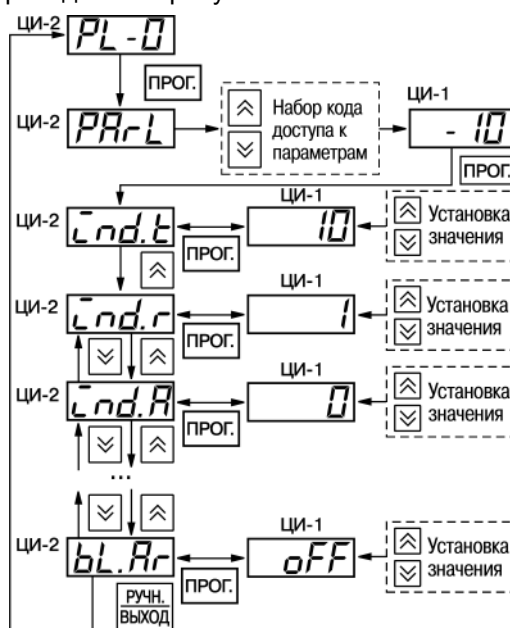 ЦИ-2 PL-0
ПРОГ.
ЦИ-2 PArL
Набор кода
доступа к
параметрам
ЦИ-1
- 10
ПРОГ.
ЦИ-2 ind.t
ПРОГ.
ЦИ-1
10
Установка
значения
ЦИ-2 ind.r
ПРОГ.
ЦИ-1
1
Установка
значения
ЦИ-2 ind.A
ПРОГ.
ЦИ-1
0
Установка
значения
...
ЦИ-2 bL.Ar
ПРОГ.
ЦИ-1
oFF
Установка
значения
РУЧН.
ВЫХОД